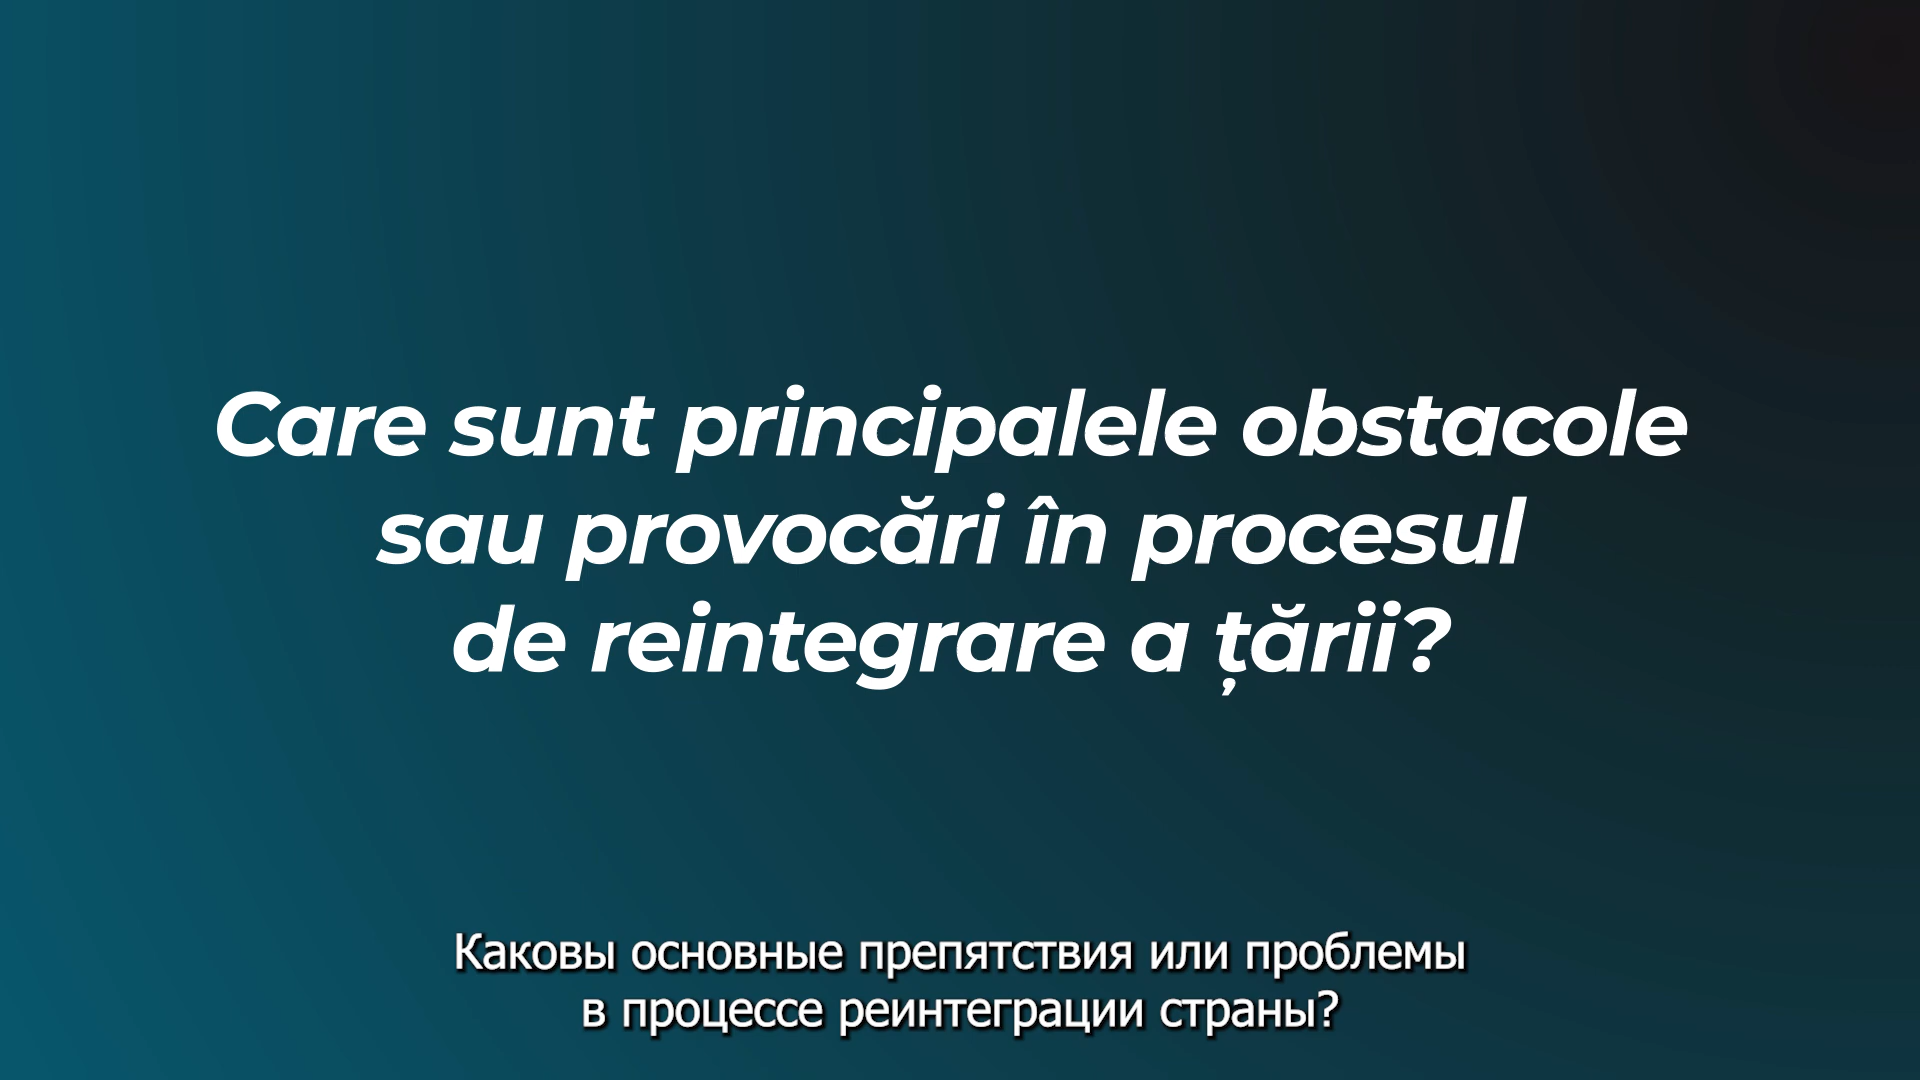 Care sunt principalele obstacole
sau provocări în procesul
de reintegrare a țării?
Каковы основные препятствия или проблемы
в процессе реинтеграции страны?